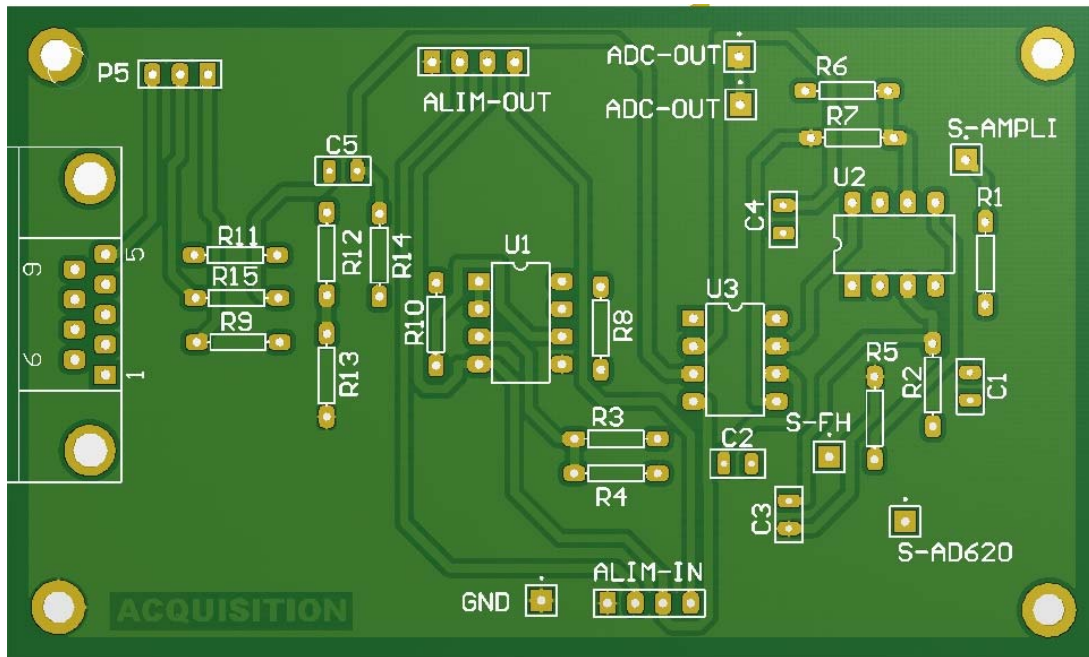 P5
ALIM-OUT
ADC-OUT
ADC-OUT
R6
R7
S-AMPLI
C5
U2
R1
C4
R11
R12
R14
U1
5
9
R15
R10
R8
U3
R9
6
1
R13
R5
R2
C1
R3
C2
S-FH
R4
C3
S-AD620
ALIM-IN
GND
ACQUISITION